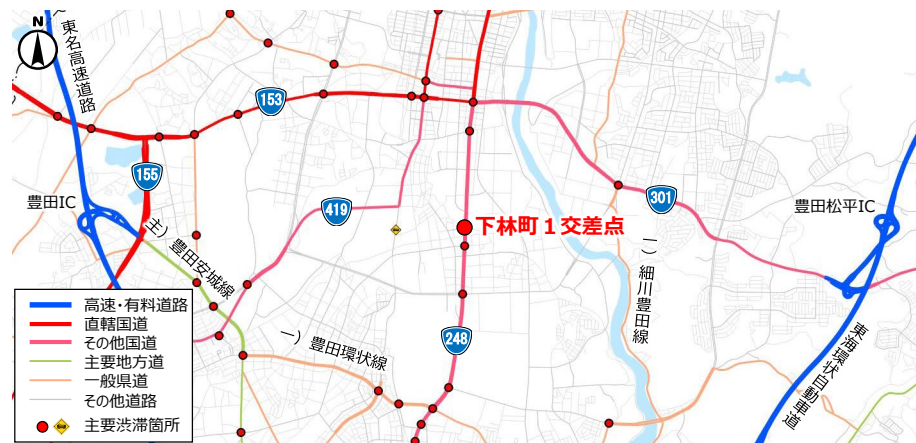 N
東名高速道路
153
155
豊田IC
419
301
豊田松平IC
下林町1交差点
主)豊田安城線
一)細川豊田線
高速・有料道路
直轄国道
その他国道
主要地方道
一般県道
その他道路
主要渋滞箇所
一)豊田環状線
248
東海環状自動車道